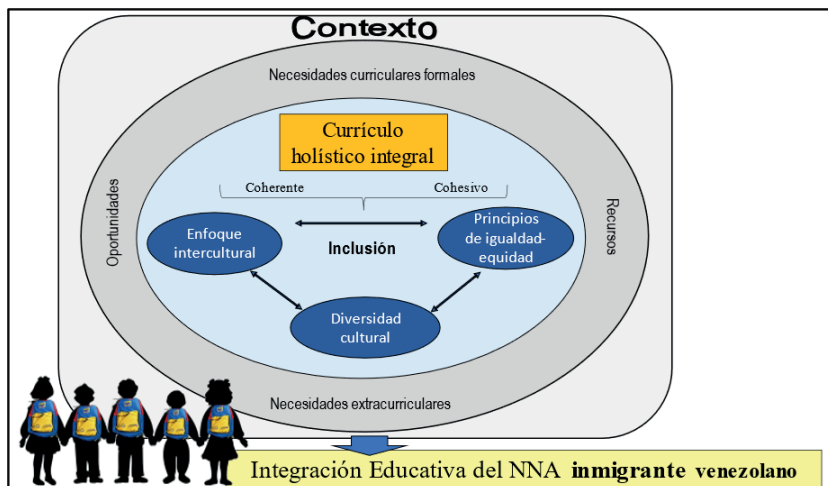 Contexto
Necesidades curriculares formales
Currículo
holístico integral
Coherente
Cohesivo
Oportunidades
Recursos
Enfoque
intercultural
Inclusión
Principios
de igualdad-
equidad
Diversidad
cultural
Necesidades extracurriculares
Integración Educativa del NNA inmigrante venezolano